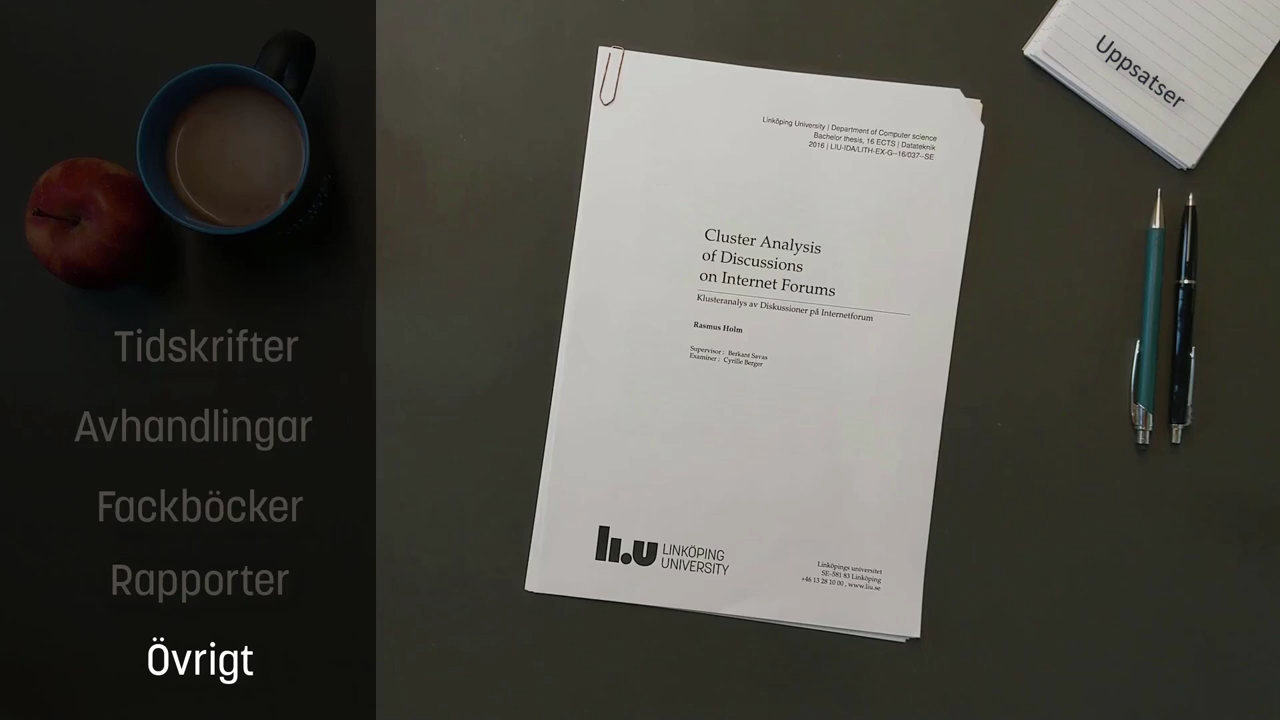 Tidskrifter
Avhandlingar
Fackböcker
Rapporter
Övrigt
Linköping University | Department of Computer science
Bachelor thesis, 16 ECTS | Datateknik
2016 | LIU-IDA/LITH-EX-G--16/037--SE
Cluster Analysis
of Discussions
on Internet Forums
Klusteranalys av Diskussioner på Internetforum
Rasmus Holm
Supervisor : Berkant Savas
Examiner : Cyrille Berger
li.u LINKÖPING
UNIVERSITY
Linköpings universitet
SE–581 83 Linköping
+46 13 28 10 00 , www.liu.se
Uppsatser